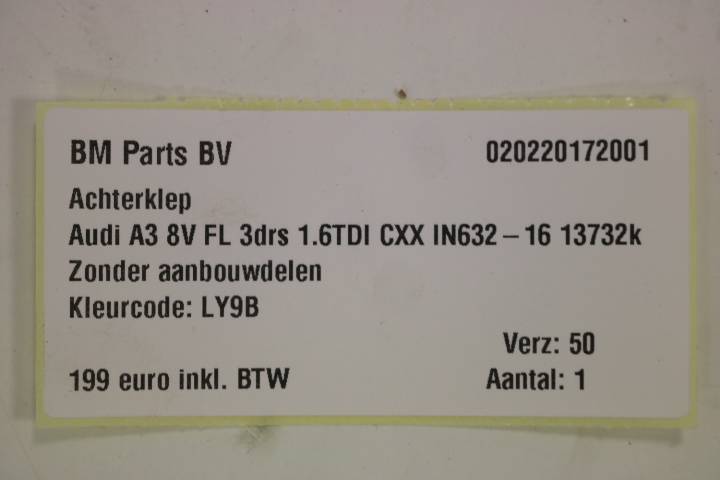 BM Parts BV 020220172001
Achterklep
Audi A3 8V FL 3drs 1.6TDI CXX IN632 – 16 13732k
Zonder aanbouwdelen
Kleurcode: LY9B
Verz: 50
199 euro inkl. BTW Aantal: 1